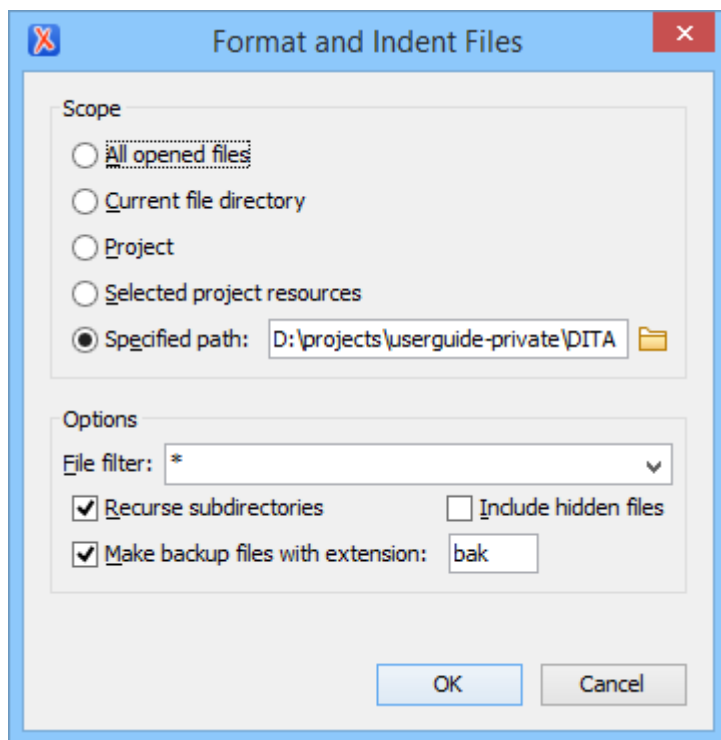 Format and Indent Files
Scope
All opened files
Current file directory
Project
Selected project resources
Specified path: D:\projects\userguide-private\DITA
Options
File filter: *
Recurse subdirectories Include hidden files
Make backup files with extension: bak
OK Cancel